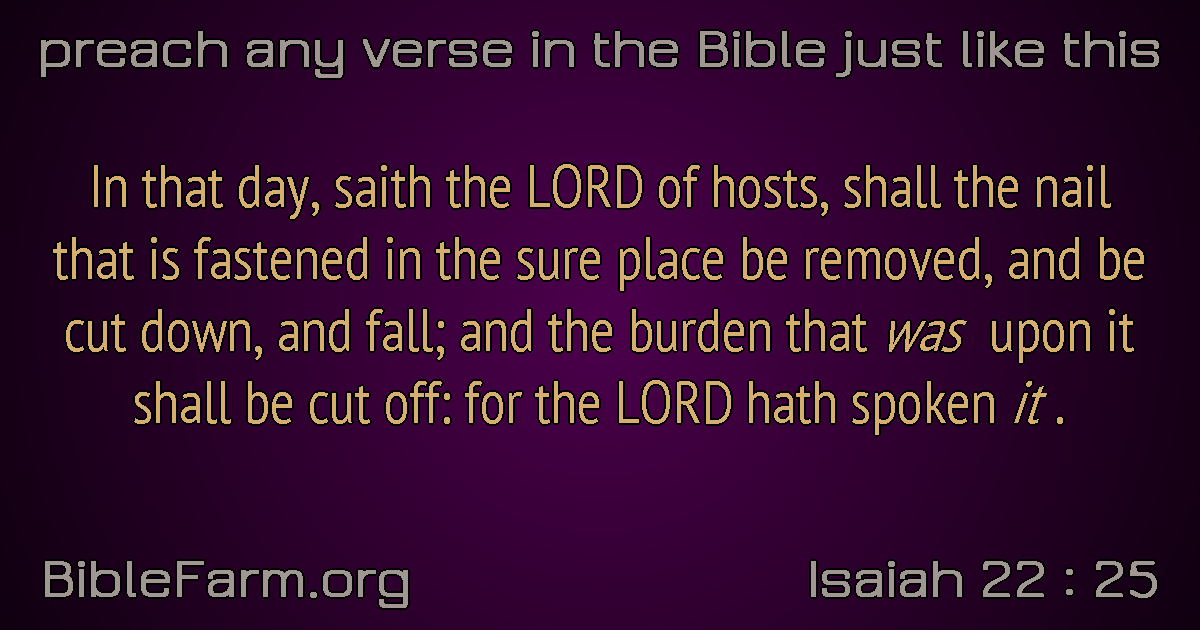 preach any verse in the Bible just like this
In that day, saith the LORD of hosts, shall the nail
that is fastened in the sure place be removed, and be
cut down, and fall; and the burden that was upon it
shall be cut off: for the LORD hath spoken it .
BibleFarm.org
Isaiah 22 : 25